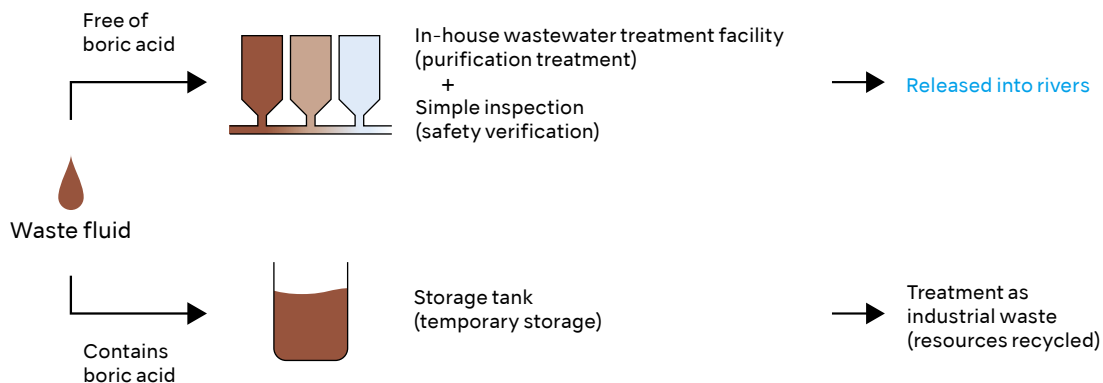 Free of
boric acid
In-house wastewater treatment facility
(purification treatment)
+
Simple inspection
(safety verification)
Released into rivers
Waste fluid
Contains
boric acid
Storage tank
(temporary storage)
Treatment as
industrial waste
(resources recycled)